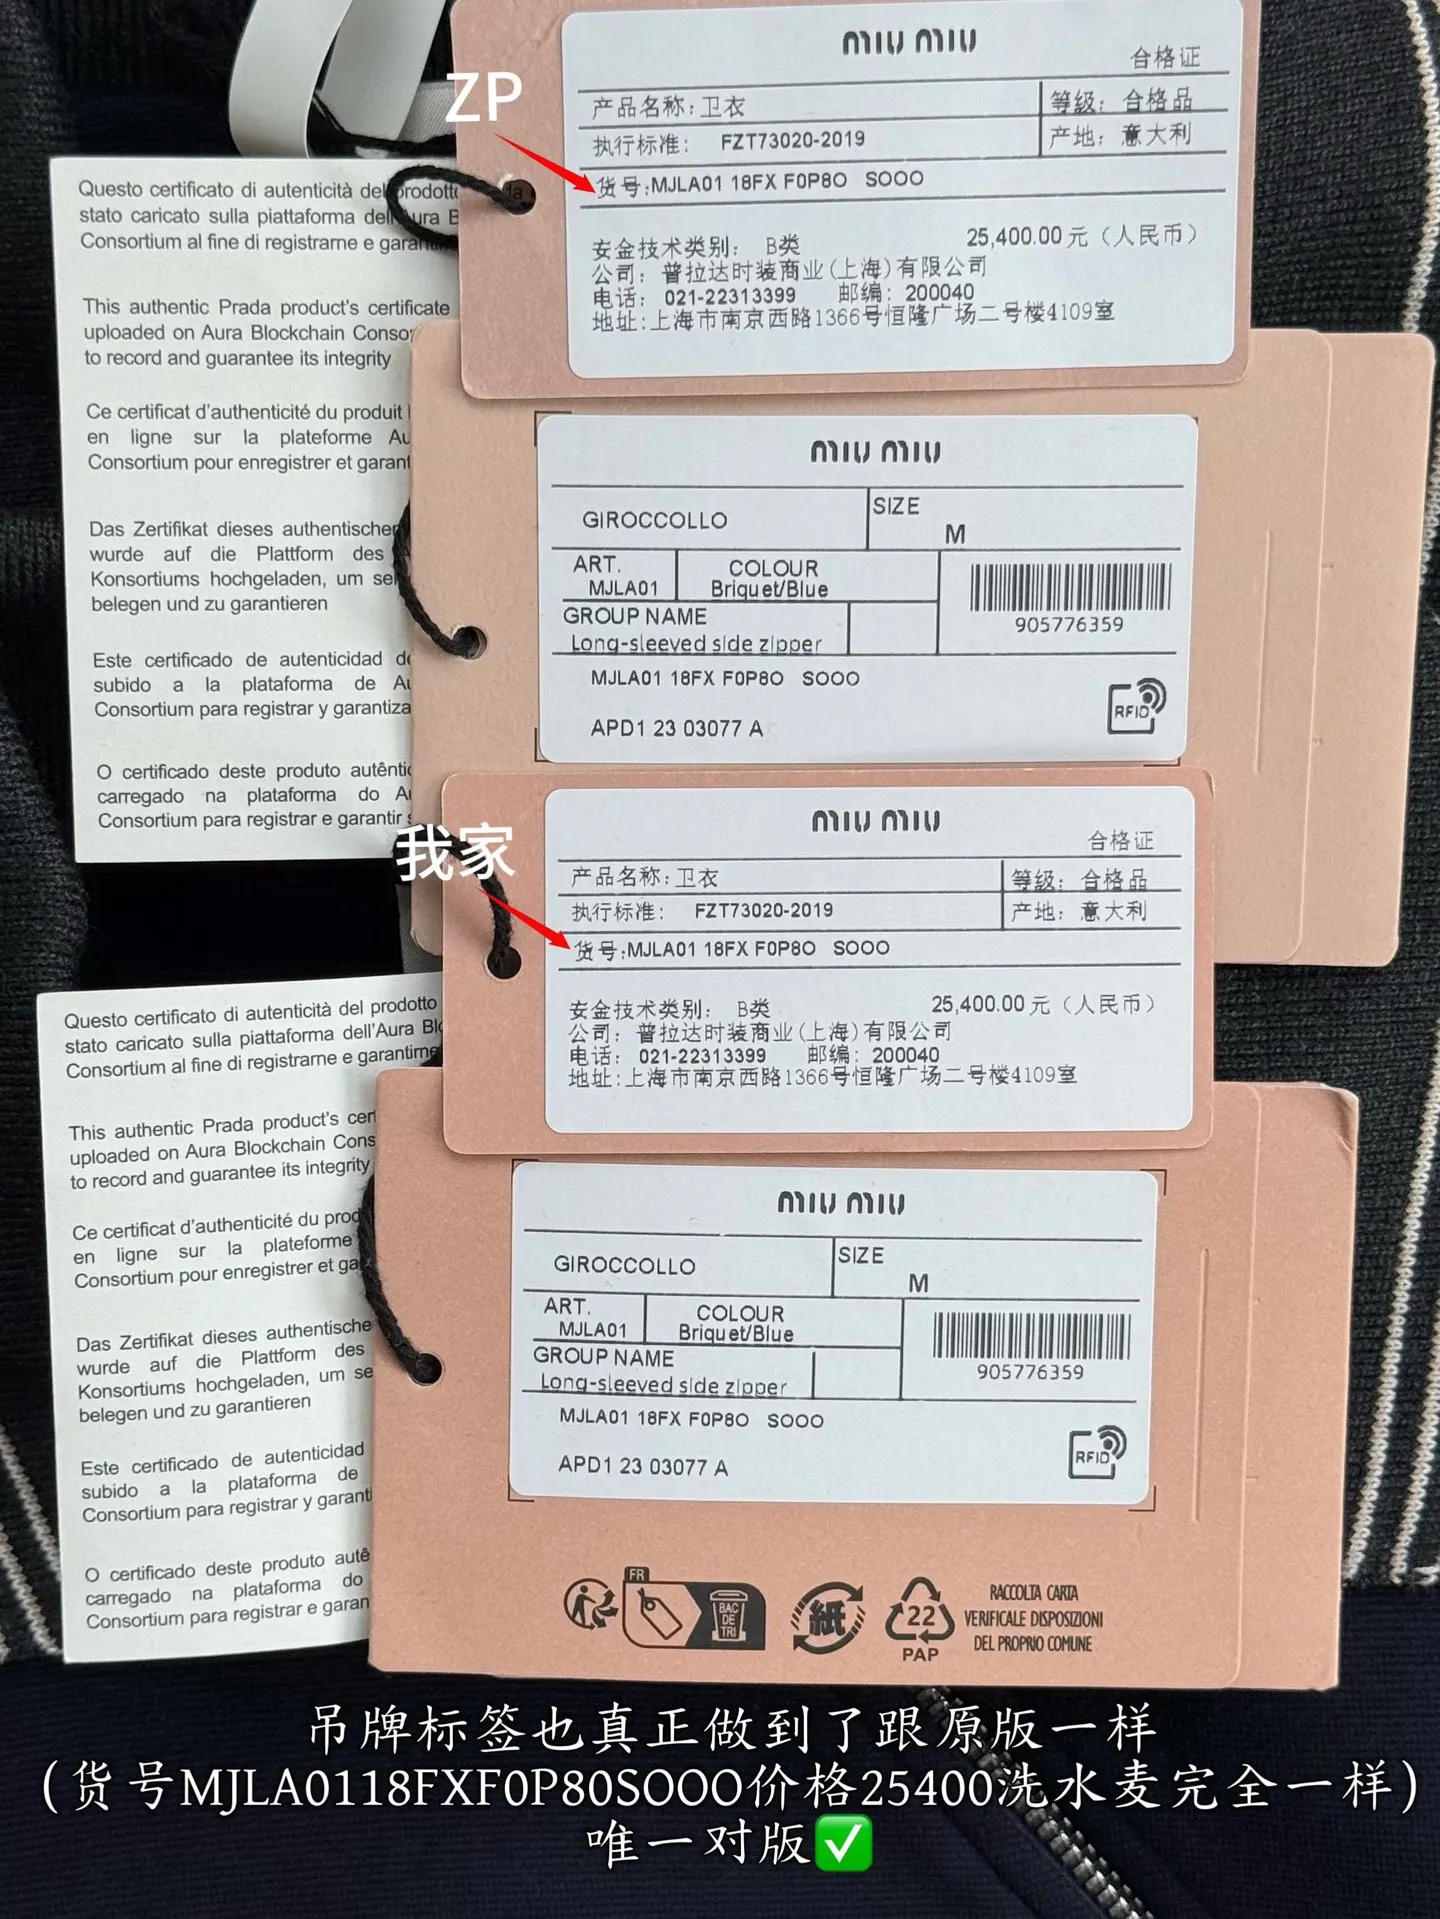 ZP
miu miu
合格证
产品名称:卫衣
等级: 合格品
执行标准: FZT73020-2019
产地: 意大利
货号:MJLA01 18FX F0P8O SOOO
安金技术类别: B类
25,400.00元(人民币)
公司: 普拉达时装商业(上海)有限公司
电话: 021-22313399 邮编: 200040
地址:上海市南京西路1366号恒隆广场二号楼4109室
Questo certificato di autenticità del prodotto
stato caricato sulla piattaforma dell'Aura
Consortium al fine di registrarne e
This authentic Prada product's certificate
uploaded on Aura Blockchain
to record and guarantee its integrity
Ce certificat d'authenticité du produit
en ligne sur la plateforme
Consortium pour enregistrer et
Das Zertifikat dieses authentischen
wurde auf die Plattform des
Konsortiums hochgeladen, um
belegen und zu garantieren
Este certificado de autenticidad
subido a la plataforma de
Consortium para registrar y
O certificado deste produto
carregado na plataforma do
Consortium para registrar e garantir
miu miu
GIROCCOLLO
SIZE
M
ART.
MJLA01
COLOUR
Briquet/Blue
GROUP NAME
Long-sleeved side zipper
905776359
MJLA01 18FX F0P8O SOOO
RFID
APD1 23 03077 A
我家
miu miu
合格证
产品名称:卫衣
等级: 合格品
执行标准: FZT73020-2019
产地: 意大利
货号:MJLA01 18FX F0P8O SOOO
安金技术类别: B类
25,400.00元(人民币)
公司: 普拉达时装商业(上海)有限公司
电话: 021-22313399 邮编: 200040
地址:上海市南京西路1366号恒隆广场二号楼4109室
Questo certificato di autenticità del prodotto
stato caricato sulla piattaforma dell'Aura
Consortium al fine di registrarne e garantirne
This authentic Prada product's
uploaded on Aura Blockchain
to record and guarantee its integrity
Ce certificat d'authenticité du
en ligne sur la plateforme
Consortium pour enregistrer et
Das Zertifikat dieses
wurde auf die Plattform des
Konsortiums hochgeladen, um
belegen und zu garantieren
Este certificado de autenticidad
subido a la plataforma de
Consortium para registrar y
O certificado deste produto
carregado na plataforma do
Consortium para registrar e
miu miu
GIROCCOLLO
SIZE
M
ART.
MJLA01
COLOUR
Briquet/Blue
GROUP NAME
Long-sleeved side zipper
905776359
MJLA01 18FX F0P8O SOOO
RFID
APD1 23 03077 A
FR
BAC
DE
TRI
紙
22
PAP
RACCOLTA CARTA
VERIFICALE DISPOSIZIONI
DEL PROPRIO COMUNE
吊牌标签也真正做到了跟原版一样
(货号MJLA0118FXF0P80SOOO价格25400洗水麦完全一样)
唯一对版✅